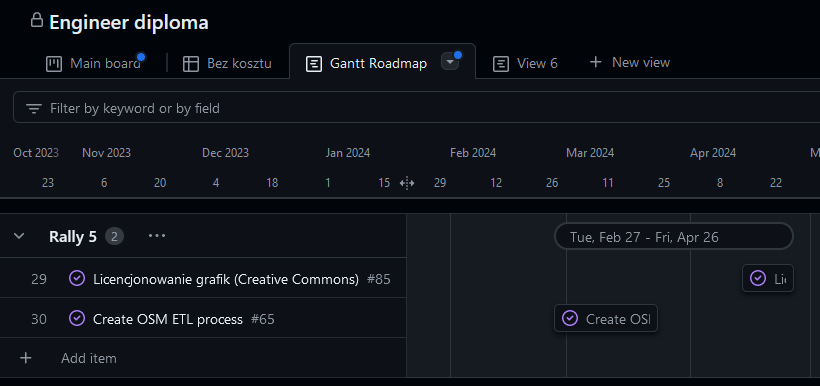 Engineer diploma
Main board Bez kosztu Gantt Roadmap View 6 + New view
Filter by keyword or by field
Oct 2023 Nov 2023 Dec 2023 Jan 2024 Feb 2024 Mar 2024 Apr 2024 M
23 6 20 4 18 1 15 29 12 26 11 25 8 22
Rally 5 2 ... Tue, Feb 27 - Fri, Apr 26
29 Licencjonowanie grafik (Creative Commons) #85 Li
30 Create OSM ETL process #65 Create OSI
+ Add item